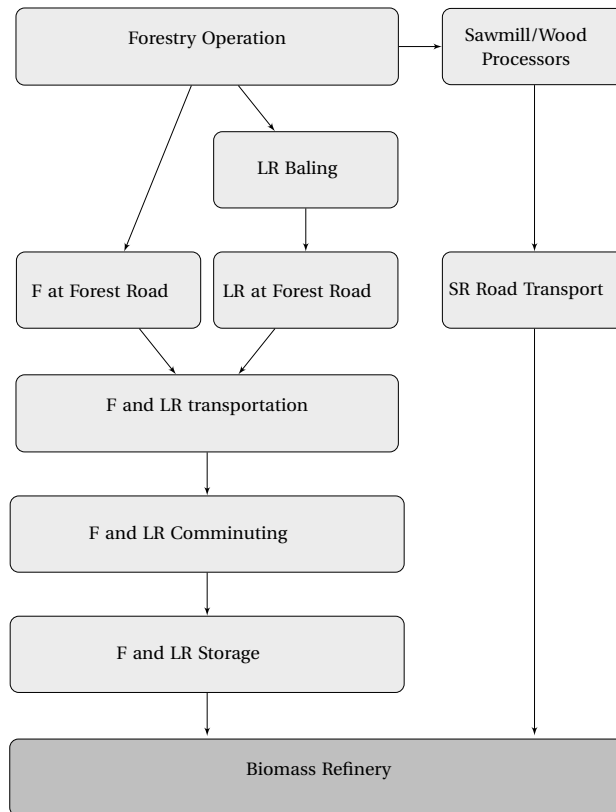 Forestry Operation
Sawmill/Wood
Processors
LR Baling
F at Forest Road
LR at Forest Road
SR Road Transport
F and LR transportation
F and LR Comminuting
F and LR Storage
Biomass Refinery